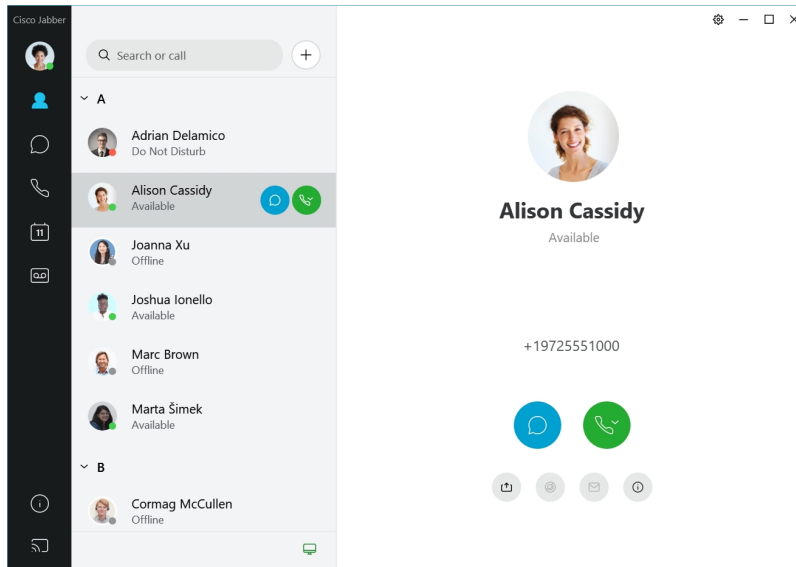 Cisco Jabber
Search or call
A
Adrian Delamico
Do Not Disturb
Alison Cassidy
Available
Joanna Xu
Offline
Joshua Ionello
Available
Marc Brown
Offline
Marta Šimek
Available
B
Cormag McCullen
Offline
11
Alison Cassidy
Available
+19725551000